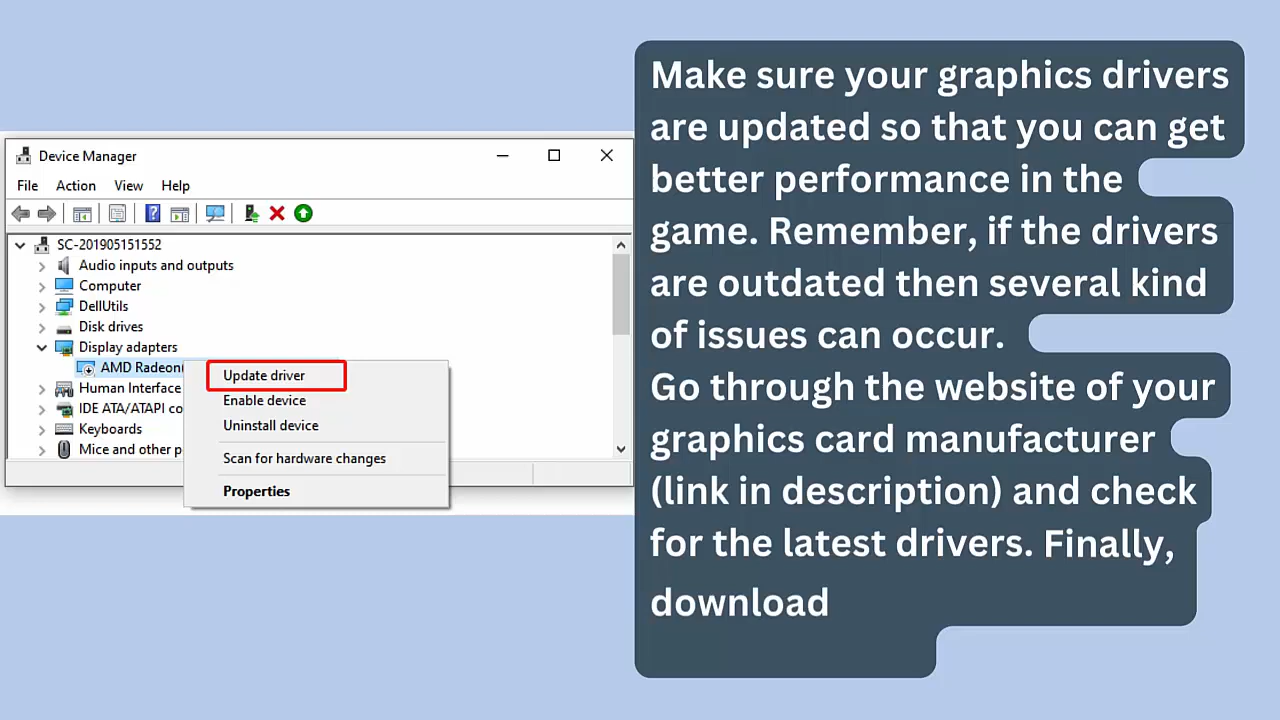 Device Manager
File Action View Help
SC-201905151552
Audio inputs and outputs
Computer
DellUtils
Disk drives
Display adapters
AMD Radeon(
Human Interface
IDE ATA/ATAPI co
Keyboards
Mice and other p
Update driver
Enable device
Uninstall device
Scan for hardware changes
Properties
Make sure your graphics drivers
are updated so that you can get
better performance in the
game. Remember, if the drivers
are outdated then several kind
of issues can occur.
Go through the website of your
graphics card manufacturer
(link in description) and check
for the latest drivers. Finally,
download